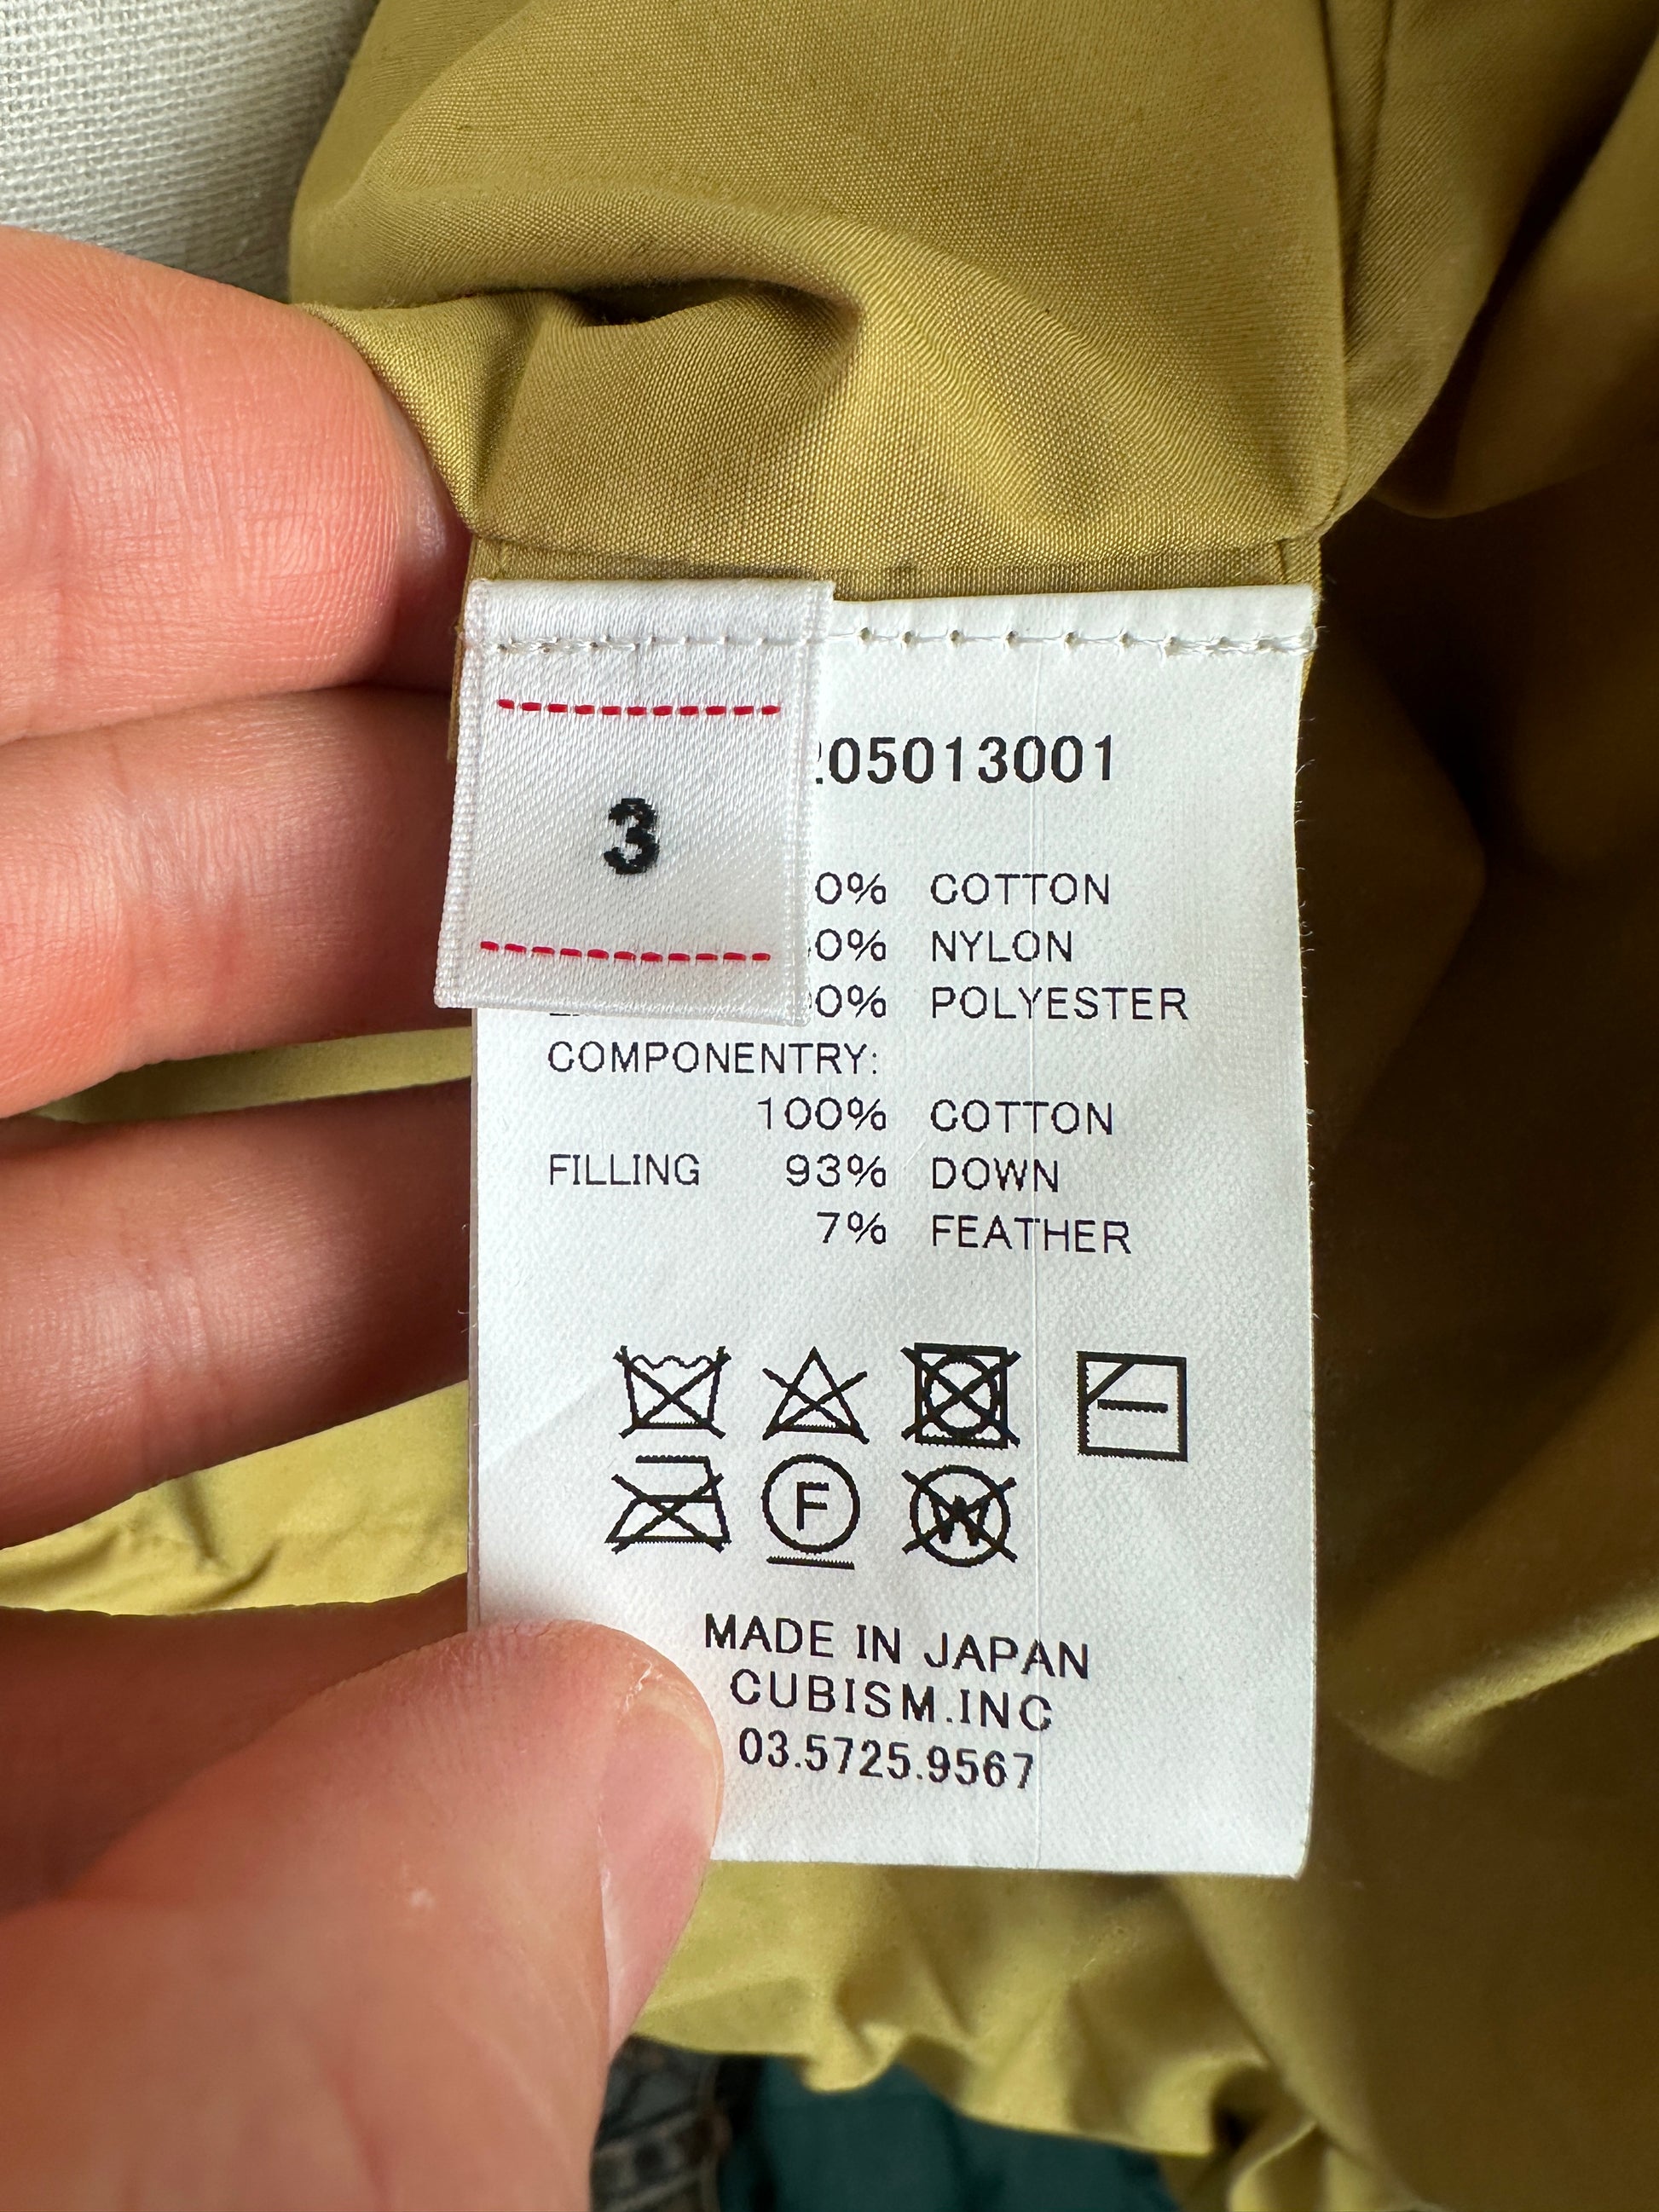 3
205013001
0% COTTON
0% NYLON
0% POLYESTER
COMPONENTRY:
100% COTTON
FILLING 93% DOWN
7% FEATHER
F
W
MADE IN JAPAN
CUBISM.INC
03.5725.9567